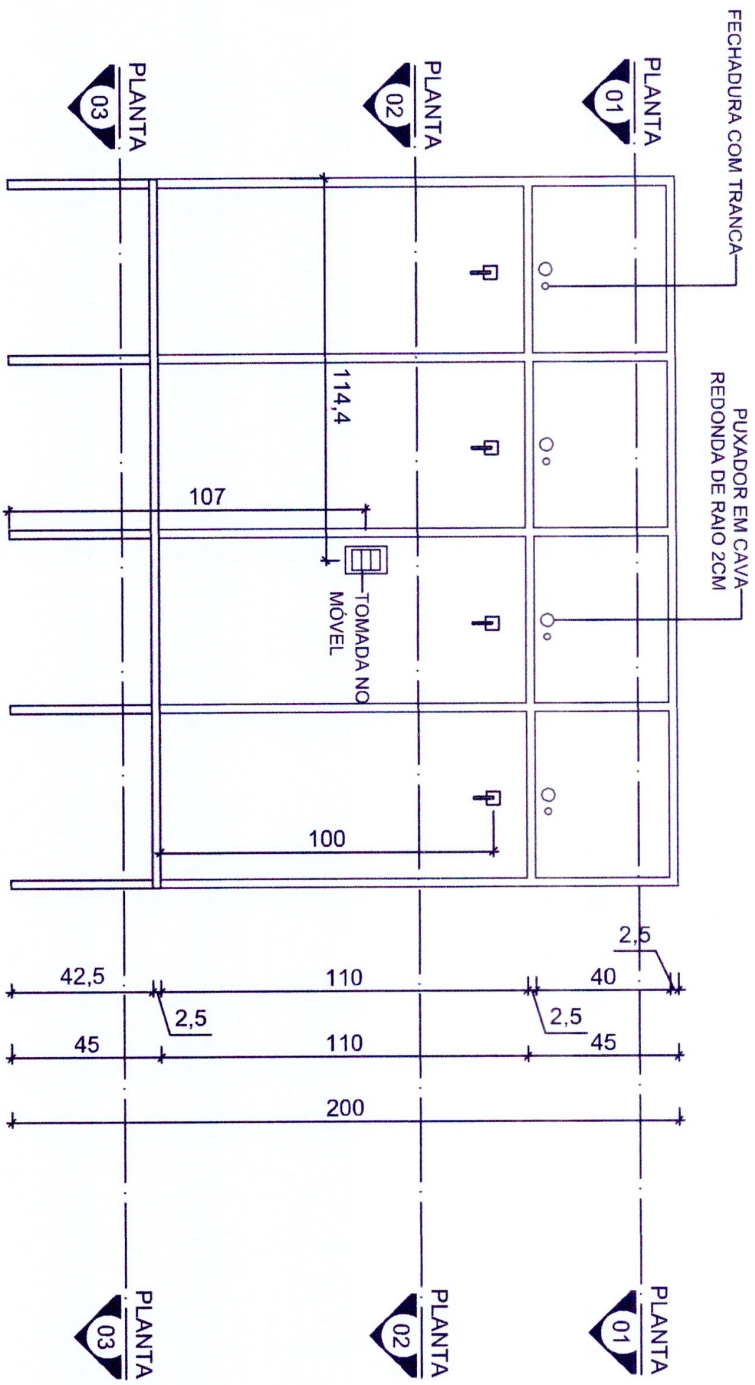 FECHADURA COM TRANCA
PUXADOR EM CAVA
REDONDA DE RAIO 2CM
PLANTA
01
PLANTA
02
PLANTA
03
114,4
107
TOMADA NO
MÓVEL
100
2,5
40
2,5
110
2,5
42,5
45
110
45
200
PLANTA
01
PLANTA
02
PLANTA
03